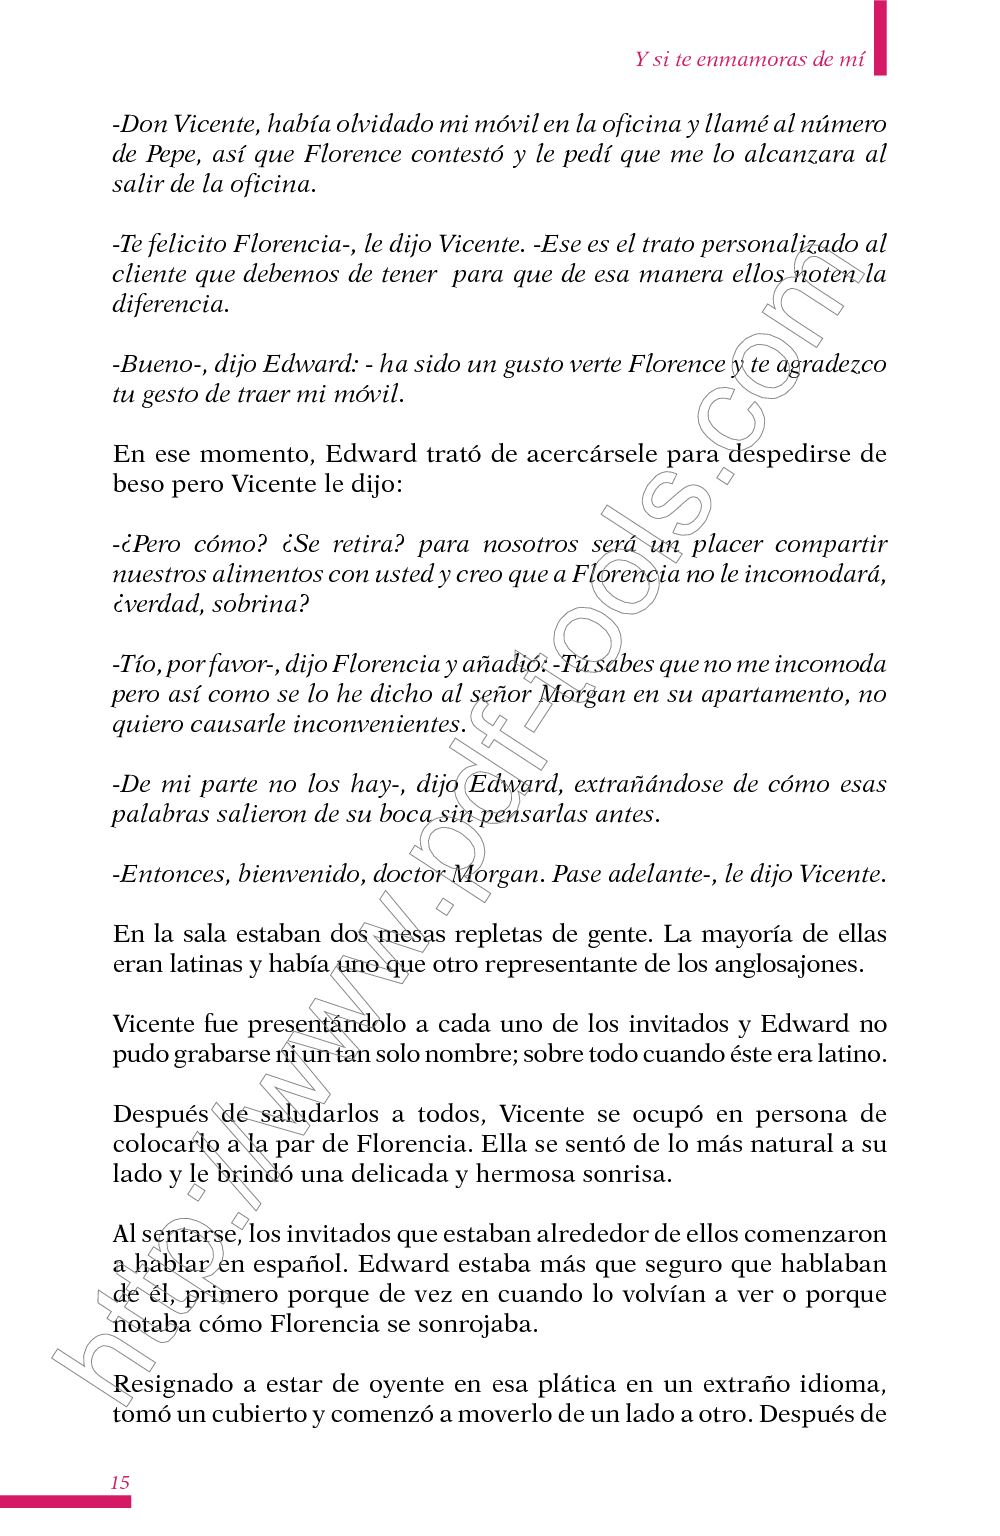 Y si te enmamoras de mí
-Don Vicente, había olvidado mi móvil en la oficina y llamé al número
de Pepe, así que Florence contestó y le pedí que me lo alcanzara al
salir de la oficina.
-Te felicito Florencia-, le dijo Vicente. -Ese es el trato personalizado al
cliente que debemos de tener para que de esa manera ellos noten la
diferencia.
-Bueno-, dijo Edward: - ha sido un gusto verte Florence y te agradezco
tu gesto de traer mi móvil.
En ese momento, Edward trató de acercársele para despedirse de
beso pero Vicente le dijo:
-¿Pero cómo? ¿Se retira? para nosotros será un placer compartir
nuestros alimentos con usted y creo que a Florencia no le incomodará,
¿verdad, sobrina?
-Tío, por favor-, dijo Florencia y añadió: -Tú sabes que no me incomoda
pero así como se lo he dicho al señor Morgan en su apartamento, no
quiero causarle inconvenientes.
-De mi parte no los hay-, dijo Edward, extrañándose de cómo esas
palabras salieron de su boca sin pensarlas antes.
-Entonces, bienvenido, doctor Morgan. Pase adelante-, le dijo Vicente.
En la sala estaban dos mesas repletas de gente. La mayoría de ellas
eran latinas y había uno que otro representante de los anglosajones.
Vicente fue presentándolo a cada uno de los invitados y Edward no
pudo grabarse ni un tan solo nombre; sobre todo cuando éste era latino.
Después de saludarlos a todos, Vicente se ocupó en persona de
colocarlo a la par de Florencia. Ella se sentó de lo más natural a su
lado y le brindó una delicada y hermosa sonrisa.
Al sentarse, los invitados que estaban alrededor de ellos comenzaron
a hablar en español. Edward estaba más que seguro que hablaban
de él, primero porque de vez en cuando lo volvían a ver o porque
notaba cómo Florencia se sonrojaba.
Resignado a estar de oyente en esa plática en un extraño idioma,
tomó un cubierto y comenzó a moverlo de un lado a otro. Después de
15
http://www.pdf-tools.com